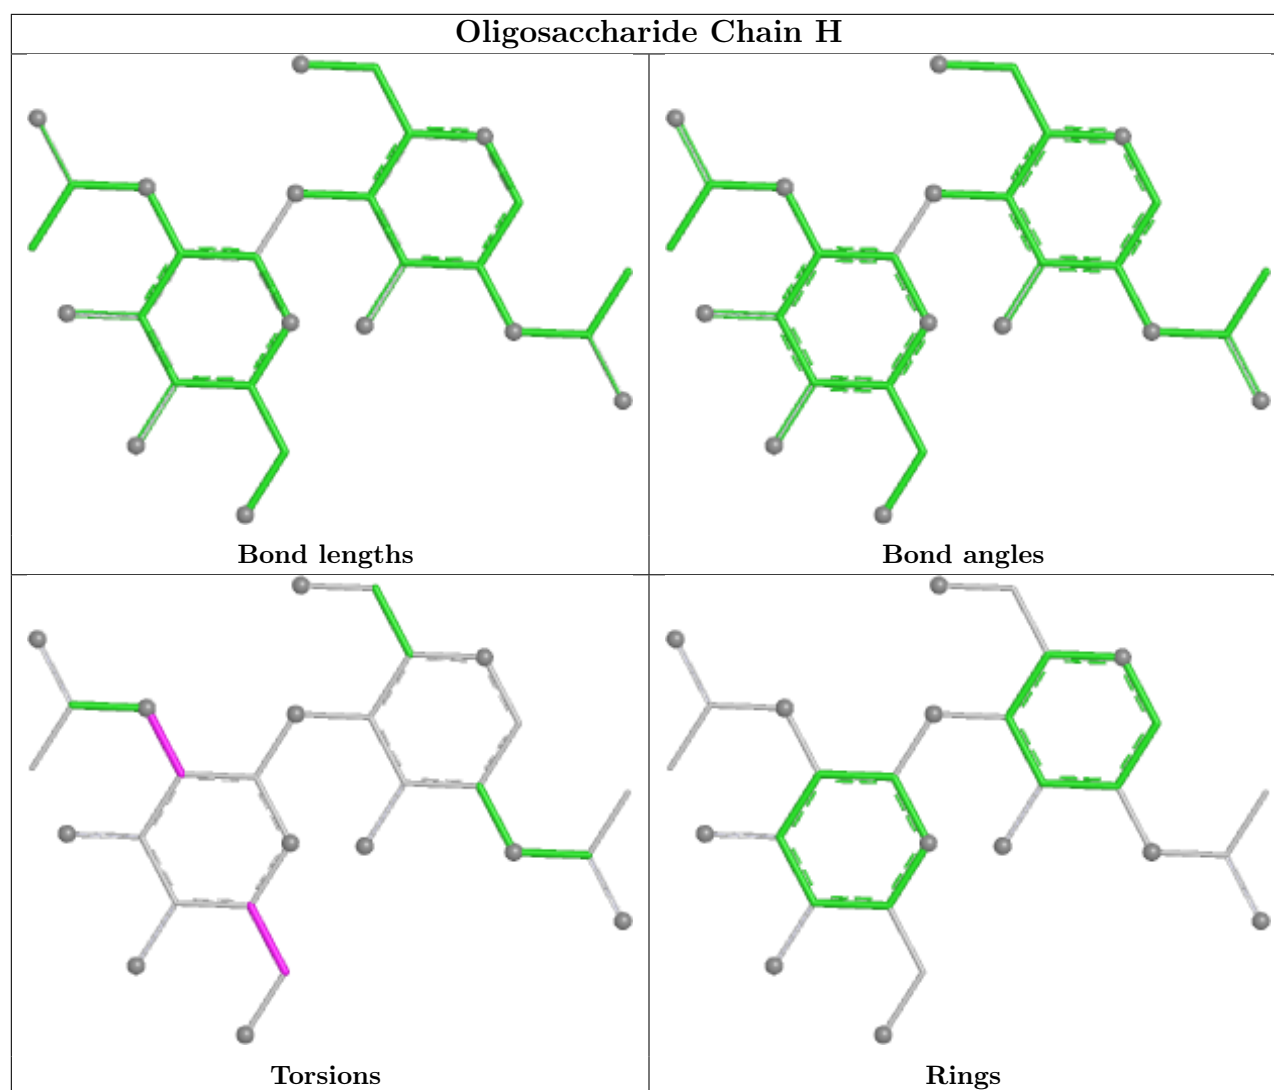 Oligosaccharide Chain H
Bond lengths
Bond angles
Torsions
Rings